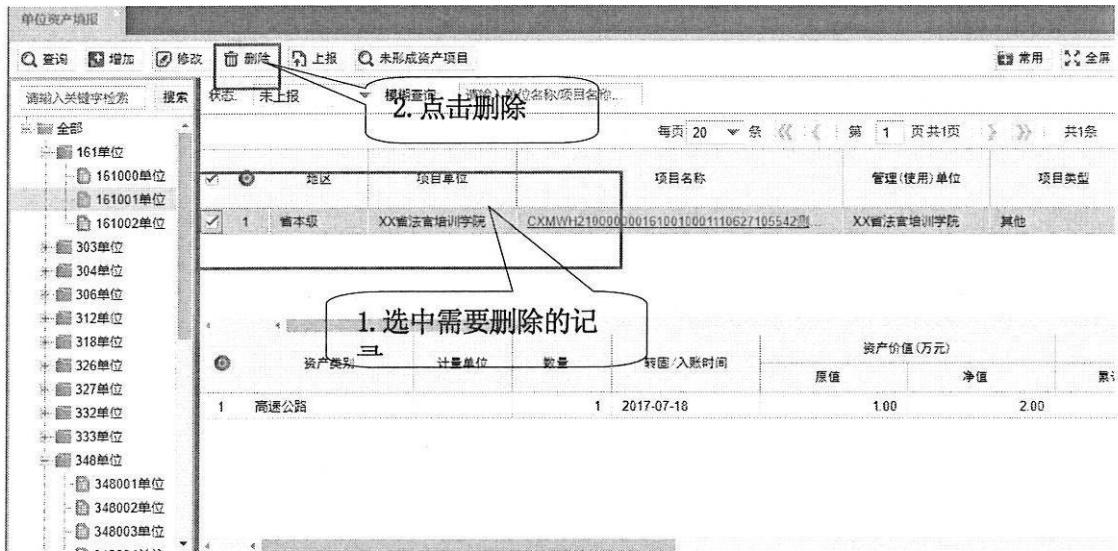 单位资产填报
查询 增加 修改 删除 上报 未形成资产项目 常用 全屏
请输入关键字检索 搜索 状态: 未上报 模糊查询: 请输入单位名称/项目名称...
2. 点击删除
全部
161单位
161000单位
161001单位
161002单位
303单位
304单位
306单位
312单位
318单位
326单位
327单位
332单位
333单位
348单位
348001单位
348002单位
348003单位
每页 20 条 第 1 页共1页 共1条
地区 项目单位 项目名称 管理(使用)单位 项目类型
1 省本级 XX省法官培训学院 XX省法官培训学院 其他
1. 选中需要删除的记
资产类别 计量单位 数量 转固/入账时间 资产价值(万元)
原值 净值
1 高速公路 1 2017-07-18 1.00 2.00